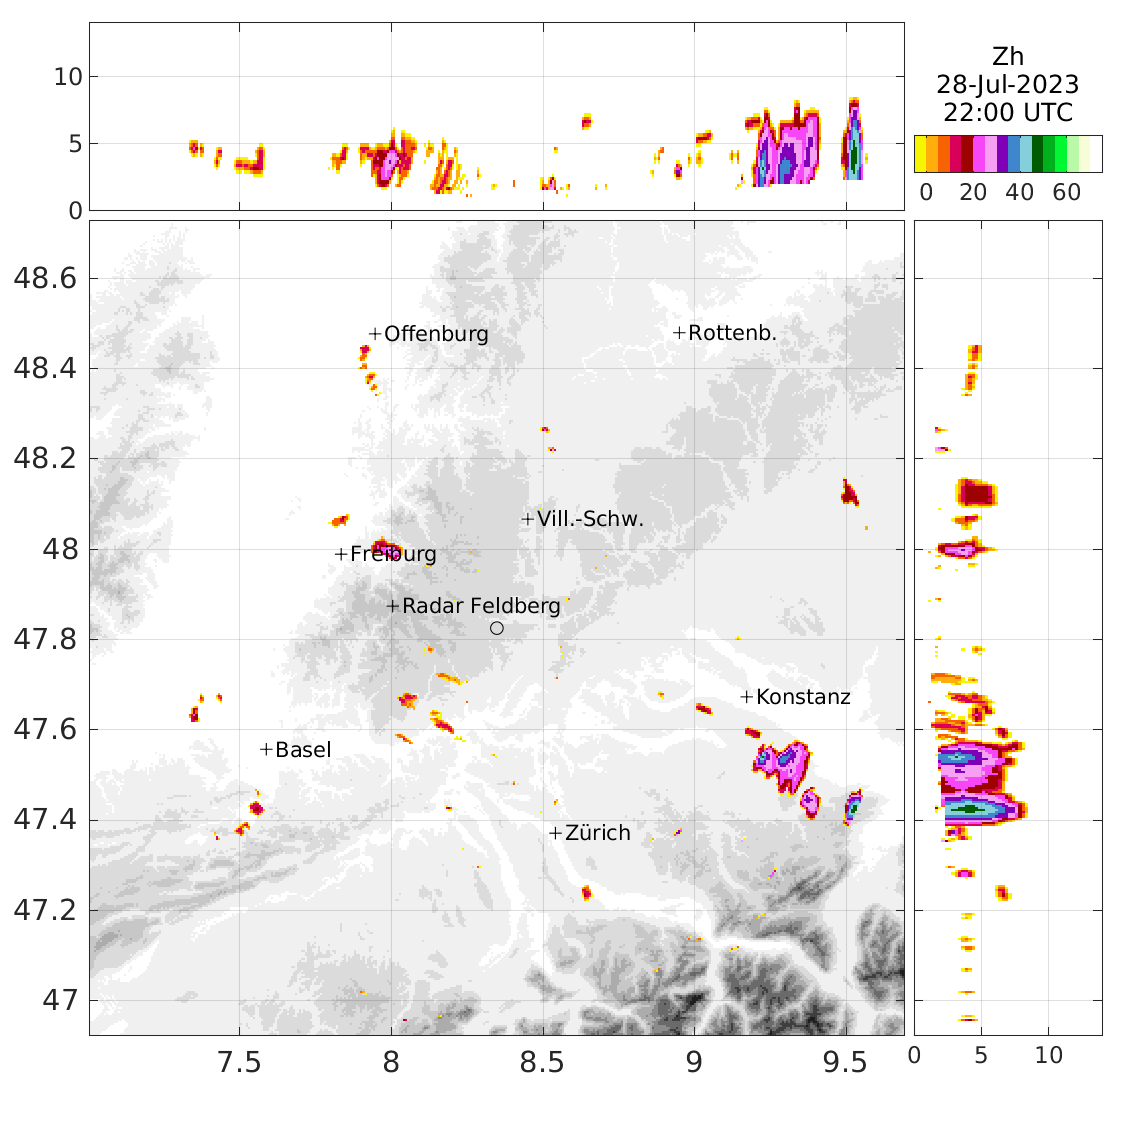 Zh
28-Jul-2023
22:00 UTC
0 20 40 60
10
5
0
48.6
48.4
48.2
48
47.8
47.6
47.4
47.2
47
+Offenburg
+Rottenb.
+Vill.-Schw.
+Freiburg
+Radar Feldberg
+Konstanz
+Basel
+Zürich
7.5 8 8.5 9 9.5
0 5 10